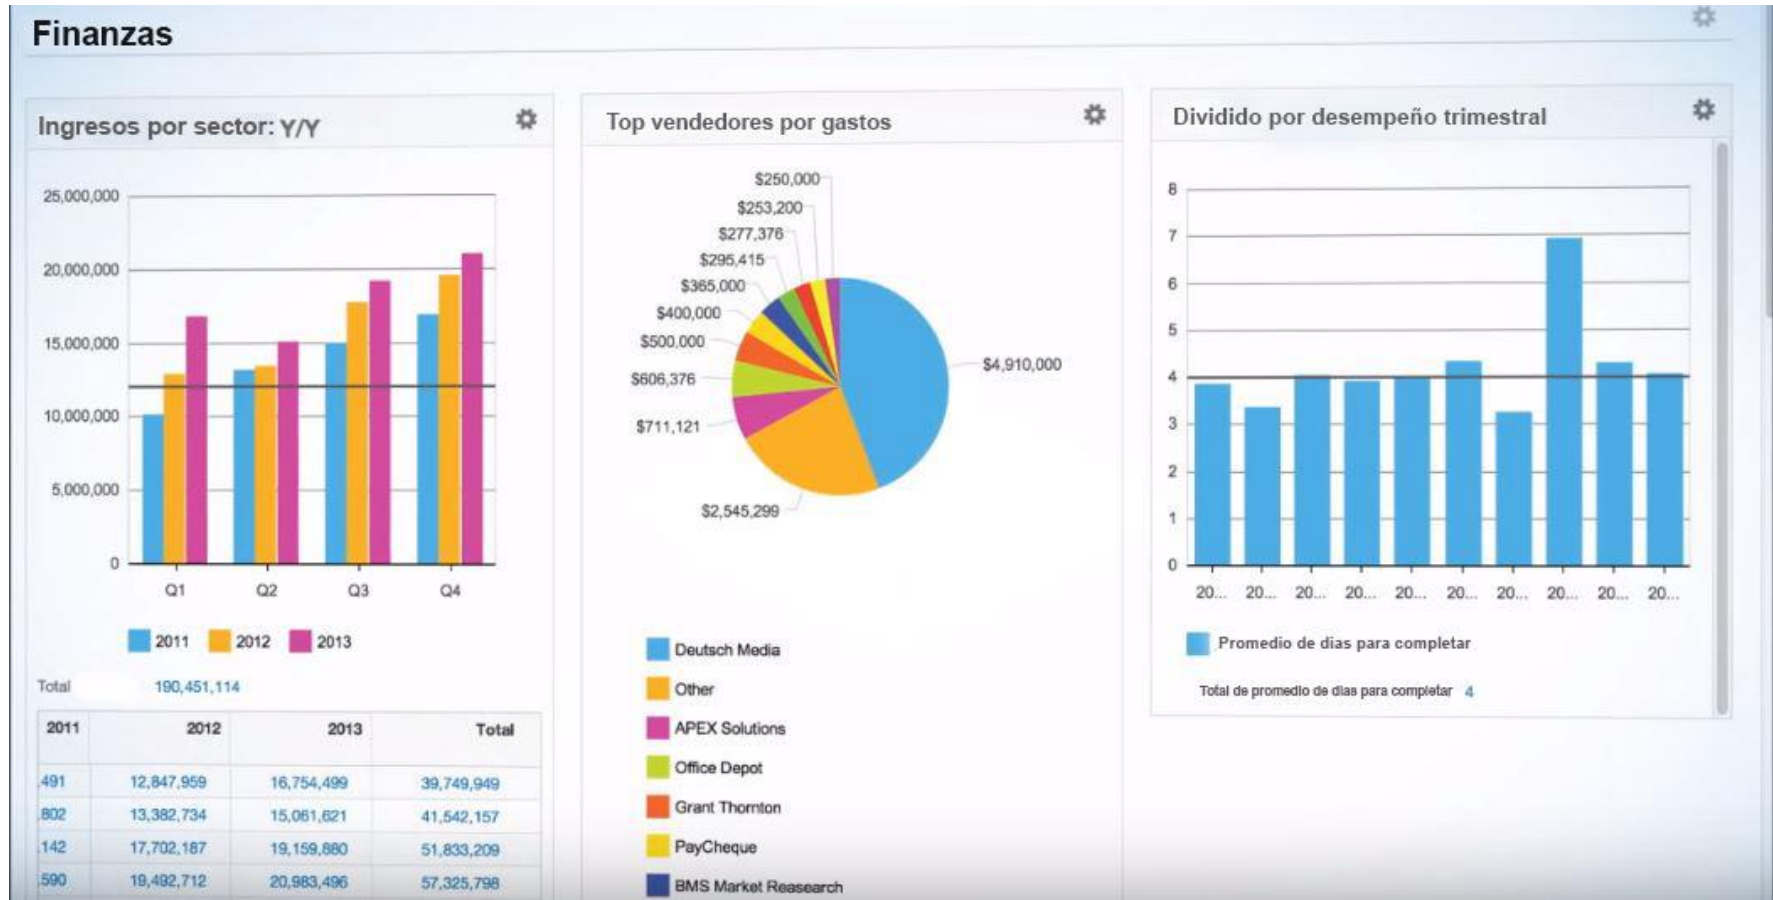 Finanzas
Ingresos por sector: Y/Y
25,000,000
20,000,000
15,000,000
10,000,000
5,000,000
0
Q1 Q2 Q3 Q4
2011 2012 2013
Total 190,451,114
2011 2012 2013 Total
,491 12,847,959 16,754,499 39,749,949
,802 13,382,734 15,061,621 41,542,157
,142 17,702,187 19,159,880 51,833,209
,590 19,492,712 20,983,496 57,325,798
Top vendedores por gastos
$250,000
$253,200
$277,376
$295,415
$365,000
$400,000
$500,000
$606,376
$711,121
$2,545,299
$4,910,000
Deutsch Media
Other
APEX Solutions
Office Depot
Grant Thornton
PayCheque
BMS Market Reasearch
Dividido por desempeño trimestral
8
7
6
5
4
3
2
1
0
20... 20... 20... 20... 20... 20... 20... 20... 20... 20...
Promedio de dias para completar
Total de promedio de dias para completar 4